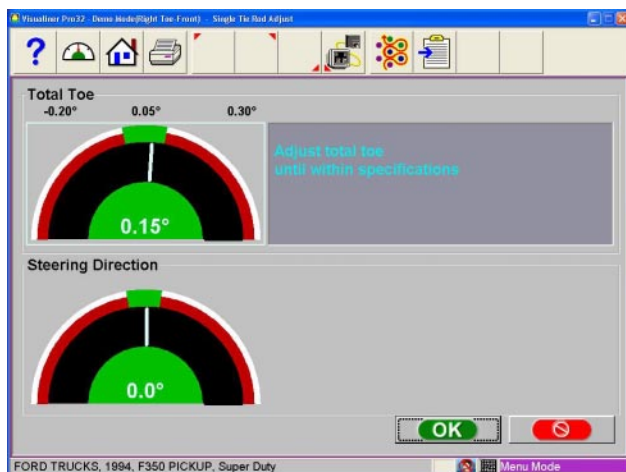 Visualiner Pro32 - Demo Mode(Right Toe-Front) - Single Tie Rod Adjust
?
Total Toe
-0.20° 0.05° 0.30°
0.15°
Adjust total toe
until within specifications
Steering Direction
0.0°
OK
FORD TRUCKS, 1994, F350 PICKUP, Super Duty
Menu Mode